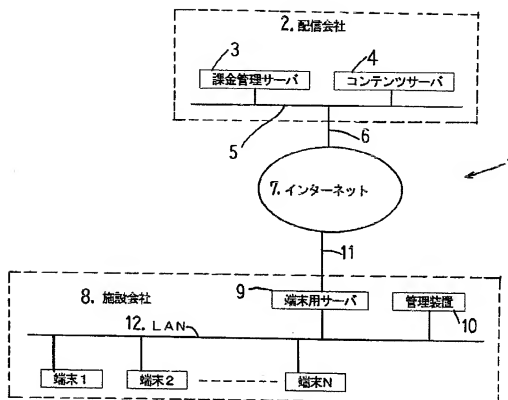 2. 配信会社
3
4
課金管理サーバ
コンテンツサーバ
5
6
7. インターネット
11
8. 施設会社
9
端末用サーバ
管理装置
10
12. LAN
端末1
端末2
端末N